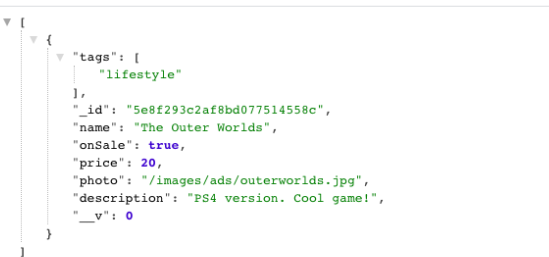 [
{
"tags": [
"lifestyle"
],
"_id": "5e8f293c2af8bd077514558c",
"name": "The Outer Worlds",
"onSale": true,
"price": 20,
"photo": "/images/ads/outerworlds.jpg",
"description": "PS4 version. Cool game!",
"__v": 0
}
]